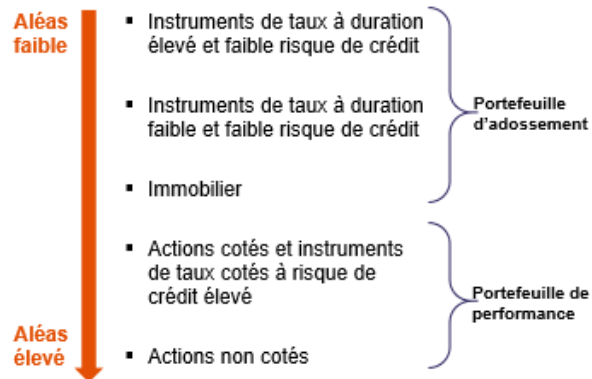 Aléas
faible
▪ Instruments de taux à duration
élevé et faible risque de crédit
▪ Instruments de taux à duration
faible et faible risque de crédit
Portefeuille
d'adossement
▪ Immobilier
▪ Actions cotés et instruments
de taux cotés à risque de
crédit élevé
Portefeuille de
performance
Aléas
élevé
▪ Actions non cotés